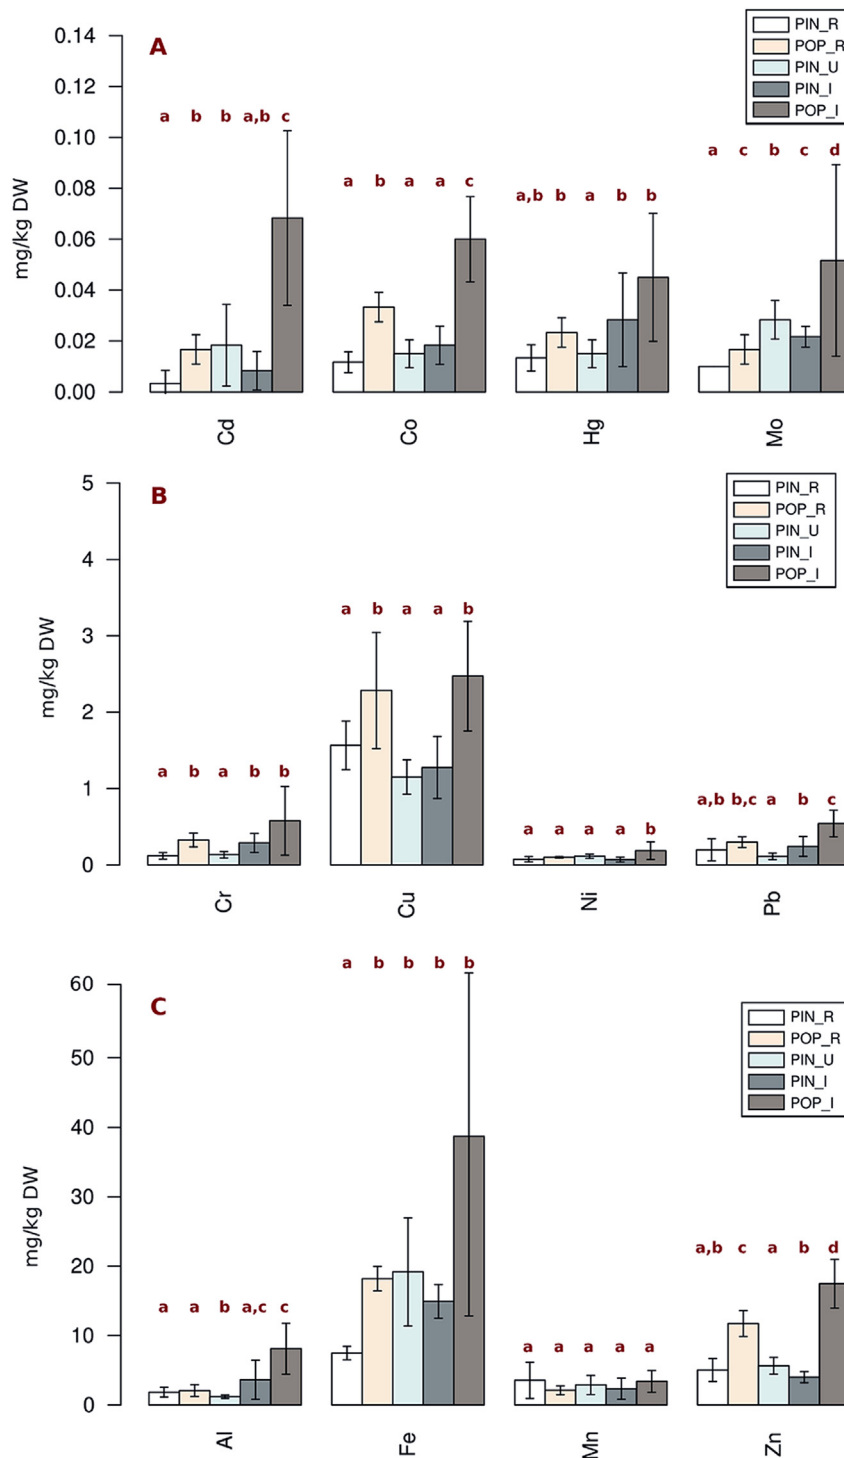 A
PIN_R
POP_R
PIN_U
PIN_I
POP_I
0.14
0.12
0.10
0.08
0.06
0.04
0.02
0.00
mg/kg DW
a b b a,b c
a b a a c
a,b b a b b
a c b c d
Cd
Co
Hg
Mo
B
PIN_R
POP_R
PIN_U
PIN_I
POP_I
5
4
3
2
1
0
mg/kg DW
a b a b b
a b a a b
a a a a b
a,b b,c a b c
Cr
Cu
Ni
Pb
C
PIN_R
POP_R
PIN_U
PIN_I
POP_I
60
50
40
30
20
10
0
mg/kg DW
a a b a,c c
a b b b b
a a a a a
a,b c a b d
Al
Fe
Mn
Zn